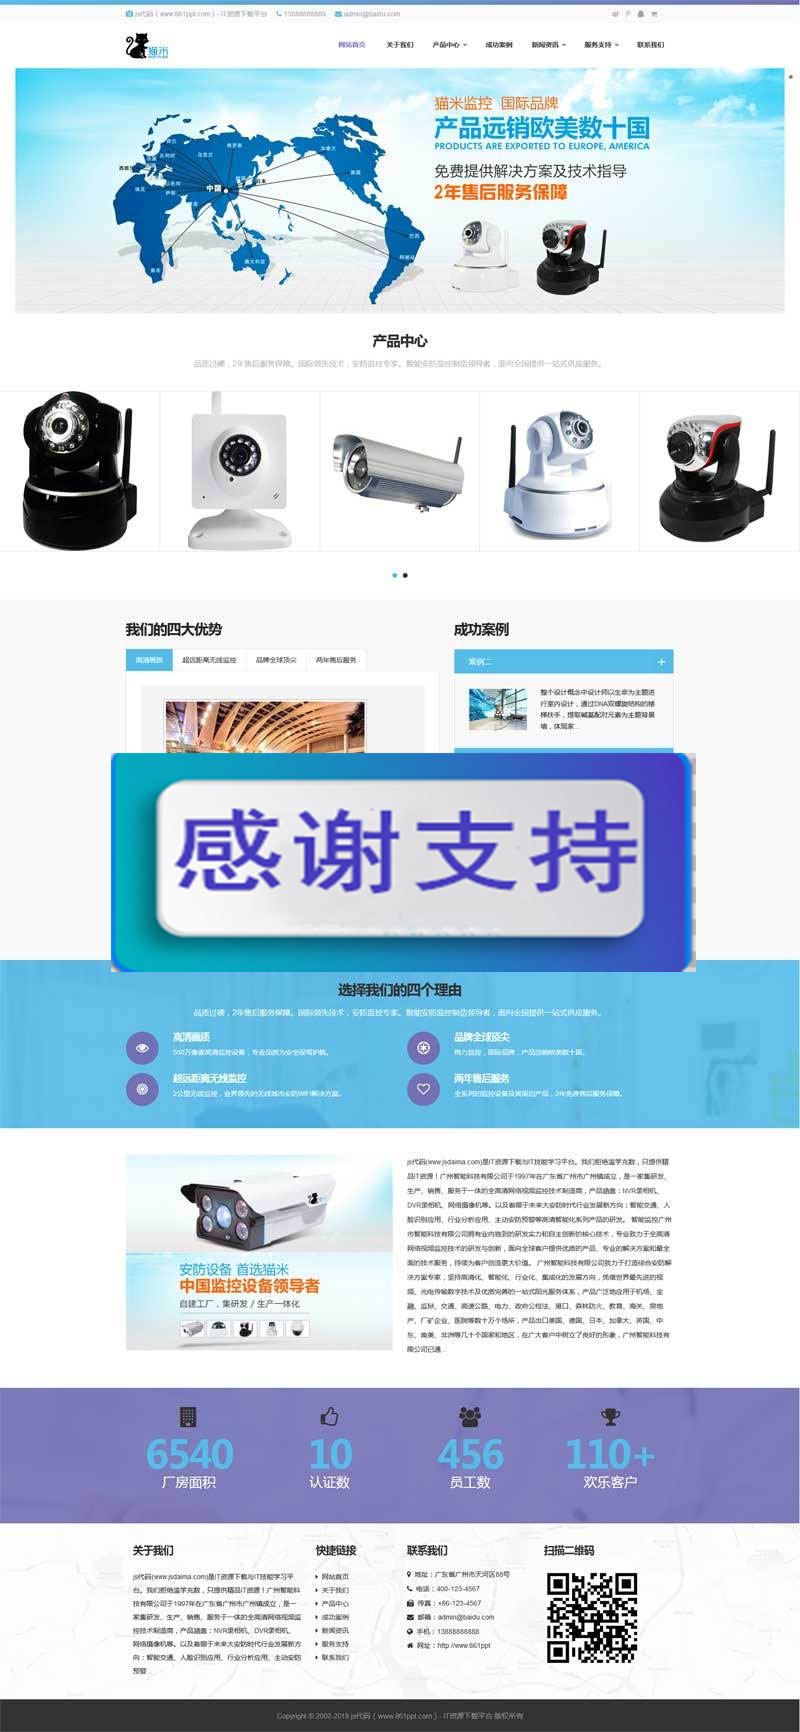 js代码（www.661ppt.com）- IT资源下载平台 13888888888 admin@baidu.com
猫米
网站首页 关于我们 产品中心 成功案例 新闻资讯 服务支持 联系我们
猫米监控 国际品牌
产品远销欧美数十国
PRODUCTS ARE EXPORTED TO EUROPE, AMERICA
免费提供解决方案及技术指导
2年售后服务保障
俄罗斯
加拿大
美国
中国
巴西
澳大利亚
产品中心
品质过硬，2年售后服务保障。国际领先技术，安防监控专家。智能安防监控制造领导者，面向全国提供一站式供应服务。
我们的四大优势
高清画质 超远距离无线监控 品牌全球顶尖 两年售后服务
成功案例
案例二
整个设计概念中设计师以生命为主题进
行室内设计，通过DNA双螺旋结构的楼
梯扶手，提取碱基配对元素为主题背景
墙，体现家...
感谢支持
选择我们的四个理由
品质过硬，2年售后服务保障。国际领先技术，安防监控专家。智能安防监控制造领导者，面向全国提供一站式供应服务。
高清画质
500万像素高清监控设备，专业品质为安全保驾护航。
品牌全球顶尖
格力监控，国际品牌，产品远销欧美数十国。
超远距离无线监控
2公里无线监控，业界领先的无线城市安防WIFI解决方案。
两年售后服务
全系列的监控设备及其周边产品，2年免费售后服务保障。
安防设备 首选猫米
中国监控设备领导者
自建工厂，集研发 / 生产一体化
js代码(www.jsdaima.com)是IT资源下载与IT技能学习平台。我们拒绝滥竽充数，只提供精
品IT资源！广州智能科技有限公司于1997年在广东省广州市广州镇成立，是一家集研发、
生产、销售、服务于一体的全高清网络视频监控技术制造商，产品涵盖：NVR录相机、
DVR录相机、网络摄像机等。以及着眼于未来大安防时代行业发展新方向：智能交通、人
脸识别应用、行业分析应用、主动安防预警等高清智能化系列产品的研发。 智能监控广州
市智能科技有限公司拥有业内独到的研发实力和自主创新的核心技术，专业致力于全高清
网络视频监控技术的研发与创新，面向全球客户提供优质的产品、专业的解决方案和最全
面的技术服务，持续为客户创造更大价值。 广州智能科技有限公司致力于打造综合安防解
决方案专家，坚持高清化、智能化、行业化、集成化的发展方向，凭借世界最先进的视
频、光电传输数字技术及优质完善的一站式阳光服务体系，产品广泛地应用于机场、金
融、监狱、交通、高速公路、电力、政府公检法、港口、森林防火、教育、海关、房地
产、厂矿企业、医院等数十万个场所，产品出口美国、德国、日本、加拿大、英国、中
东、南美、非洲等几十个国家和地区，在广大客户中树立了良好的形象，广州智能科技有
限公司已通...
6540 10 456 110+
厂房面积 认证数 员工数 欢乐客户
关于我们
js代码(www.jsdaima.com)是IT资源下载与IT技能学习平
台。我们拒绝滥竽充数，只提供精品IT资源！广州智能科
技有限公司于1997年在广东省广州市广州镇成立，是一
家集研发、生产、销售、服务于一体的全高清网络视频监
控技术制造商，产品涵盖：NVR录相机、DVR录相机、
网络摄像机等。以及着眼于未来大安防时代行业发展新方
向：智能交通、人脸识别应用、行业分析应用、主动安防
预警...
快捷链接
网站首页
关于我们
产品中心
成功案例
新闻资讯
服务支持
联系我们
联系我们
地址：广东省广州市天河区88号
电话：400-123-4567
传真：+86-123-4567
邮箱：admin@baidu.com
手机：13888888888
网址：http://www.661ppt
扫描二维码
Copyright © 2002-2019 js代码（www.661ppt.com）- IT资源下载平台 版权所有